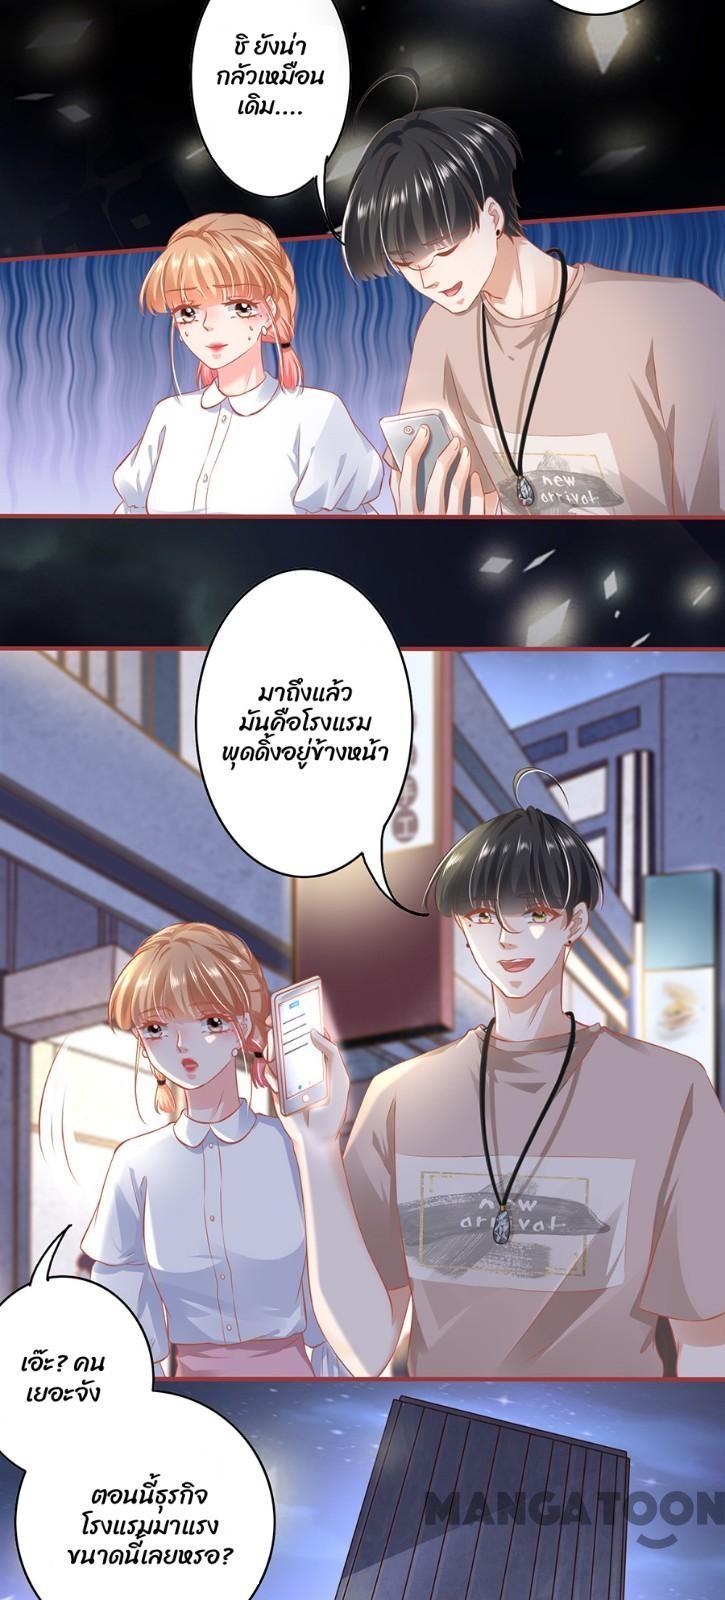 ชิ ยังน่า
กลัวเหมือน
เดิม....
new
arrival
มาถึงแล้ว
มันคือโรงแรม
พุดดิ้งอยู่ข้างหน้า
new
arrival
เอ๊ะ? คน
เยอะจัง
ตอนนี้ธุรกิจ
โรงแรมมาแรง
ขนาดนี้เลยหรอ?
MANGATOON